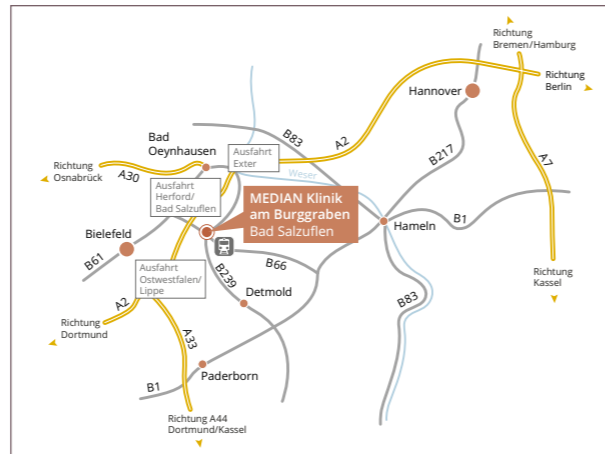 Richtung
Bremen/Hamburg
Richtung
Berlin
Hannover
B83
A2
B217
A7
Bad
Oeynhausen
Ausfahrt
Exter
Richtung
Osnabrück
A30
Weser
Ausfahrt
Herford/
Bad Salzuflen
MEDIAN Klinik
am Burggraben
Bad Salzuflen
B1
Hameln
Bielefeld
B61
B66
Richtung
Kassel
Ausfahrt
Ostwestfalen/
Lippe
B239
Detmold
B83
A2
Richtung
Dortmund
A33
B1
Paderborn
Richtung A44
Dortmund/Kassel